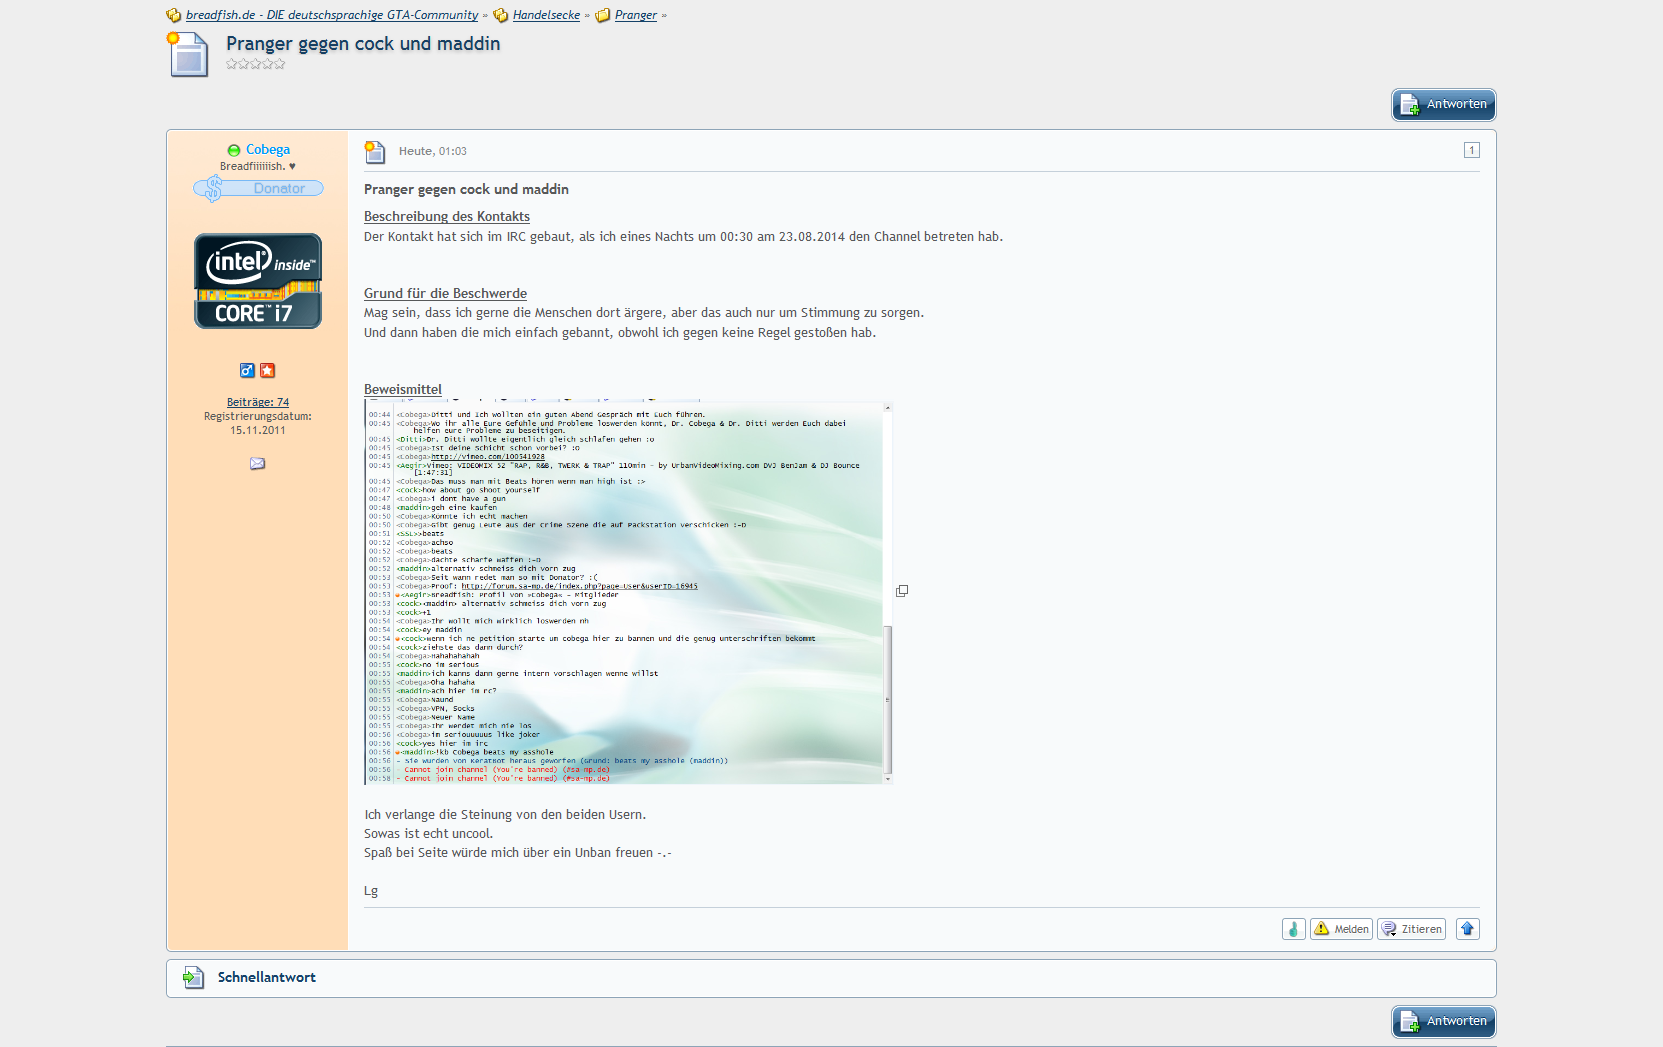 breadfish.de - DIE deutschsprachige GTA-Community » Handelsecke » Pranger »
Pranger gegen cock und maddin
Antworten
Cobega
Breadfiiiiiish. ♥
Donator
intel inside™
CORE™ i7
Beiträge: 74
Registrierungsdatum:
15.11.2011
Heute, 01:03
1
Pranger gegen cock und maddin
Beschreibung des Kontakts
Der Kontakt hat sich im IRC gebaut, als ich eines Nachts um 00:30 am 23.08.2014 den Channel betreten hab.
Grund für die Beschwerde
Mag sein, dass ich gerne die Menschen dort ärgere, aber das auch nur um Stimmung zu sorgen.
Und dann haben die mich einfach gebannt, obwohl ich gegen keine Regel gestoßen hab.
Beweismittel
00:44 <Cobega>Ditti und Ich wollten ein guten Abend Gespräch mit Euch führen.
00:45 <Cobega>Wo ihr alle Eure Gefühle und Probleme loswerden könnt, Dr. Cobega & Dr. Ditti werden Euch dabei
helfen eure Probleme zu beseitigen.
00:45 <Ditti>Dr. Ditti wollte eigentlich gleich schlafen gehen :o
00:45 <Cobega>Ist deine Schicht schon vorbei? :O
00:45 <Cobega>http://vimeo.com/100541928
00:45 <Aegir>Vimeo: VIDEOMIX 52 "RAP, R&B, TWERK & TRAP" 110min - by UrbanVideoMixing.com DVJ BenJam & DJ Bounce
[1:47:31]
00:45 <Cobega>Das muss man mit Beats hören wenn man high ist :>
00:47 <cock>how about go shoot yourself
00:47 <Cobega>i dont have a gun
00:48 <maddin>geh eine kaufen
00:50 <Cobega>Könnte ich echt machen
00:50 <Cobega>Gibt genug Leute aus der Crime Szene die auf Packstation verschicken :-D
00:51 <SSL>>beats
00:52 <Cobega>achso
00:52 <Cobega>beats
00:52 <Cobega>dachte scharfe waffen :-D
00:52 <maddin>alternativ schmeiss dich vorn zug
00:53 <Cobega>Seit wann redet man so mit Donator? :(
00:53 <Cobega>Proof: http://forum.sa-mp.de/index.php?page=User&userID=16945
00:53 <Aegir>Breadfish: Profil von »Cobega« - Mitglieder
00:53 <cock><maddin> alternativ schmeiss dich vorn zug
00:53 <cock>+1
00:54 <Cobega>Ihr wollt mich wirklich loswerden nh
00:54 <cock>ey maddin
00:54 <cock>wenn ich ne petition starte um cobega hier zu bannen und die genug unterschriften bekommt
00:54 <cock>ziehste das dann durch?
00:54 <Cobega>Hahahahahah
00:55 <cock>no im serious
00:55 <maddin>ich kanns dann gerne intern vorschlagen wenne willst
00:55 <Cobega>Oha hahaha
00:55 <maddin>ach hier im rc?
00:55 <Cobega>Naund
00:55 <Cobega>VPN, Socks
00:55 <Cobega>Neuer Name
00:55 <Cobega>Ihr werdet mich nie los
00:56 <Cobega>im seriouuuuus like joker
00:56 <cock>yes hier im irc
00:56 <maddin>!kb Cobega beats my asshole
00:56 - Sie wurden von KeratBot heraus geworfen (Grund: beats my asshole (maddin))
00:56 - Cannot join channel (You're banned) (#sa-mp.de)
00:58 - Cannot join channel (You're banned) (#sa-mp.de)
Ich verlange die Steinung von den beiden Usern.
Sowas ist echt uncool.
Spaß bei Seite würde mich über ein Unban freuen -.-
Lg
Melden
Zitieren
Schnellantwort
Antworten